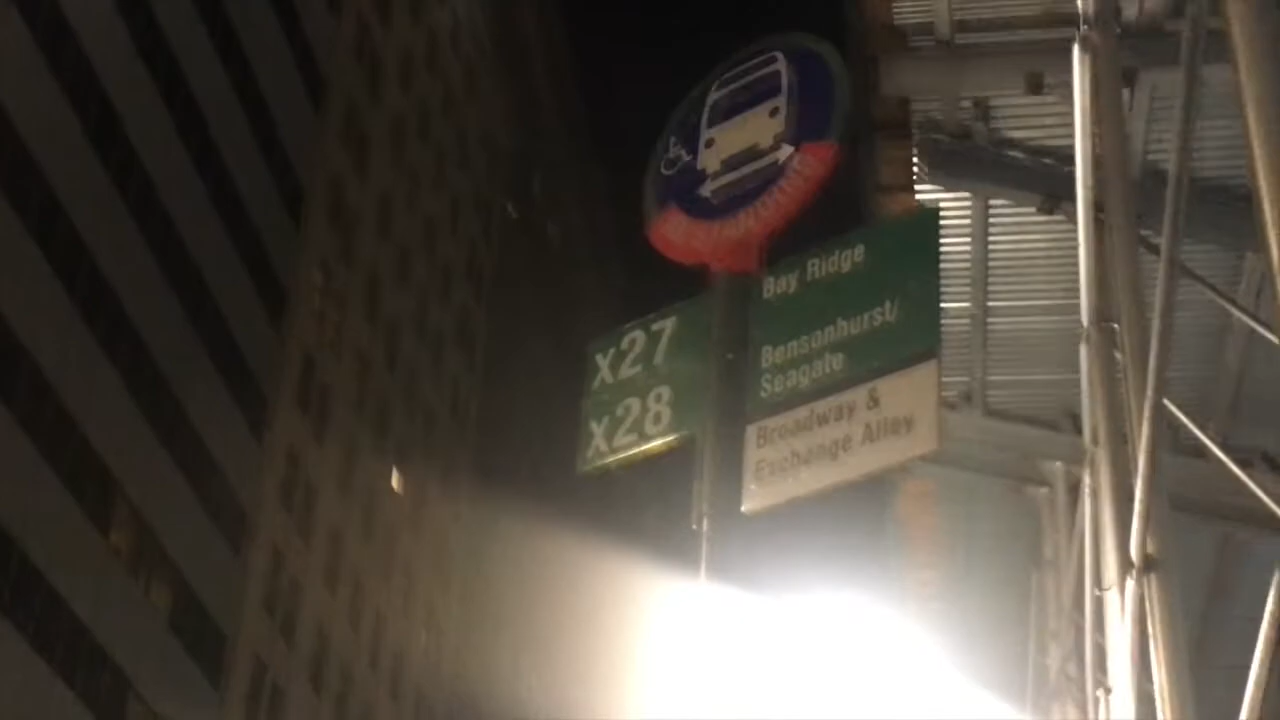 x27
x28
Bay Ridge
Bensonhurst/
Seagate
Broadway &
Exchange Alley